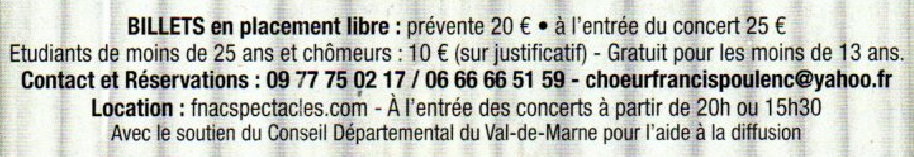 BILLETS en placement libre : prévente 20 € • à l'entrée du concert 25 €
Etudiants de moins de 25 ans et chômeurs : 10 € (sur justificatif) - Gratuit pour les moins de 13 ans.
Contact et Réservations : 09 77 75 02 17 / 06 66 66 51 59 - choeurfrancispoulenc@yahoo.fr
Location : fnacspectacles.com - À l'entrée des concerts à partir de 20h ou 15h30
Avec le soutien du Conseil Départemental du Val-de-Marne pour l'aide à la diffusion